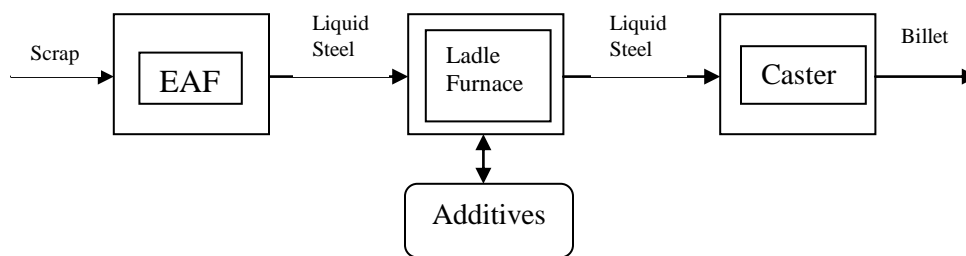 Scrap
EAF
Liquid
Steel
Ladle
Furnace
Liquid
Steel
Caster
Billet
Additives